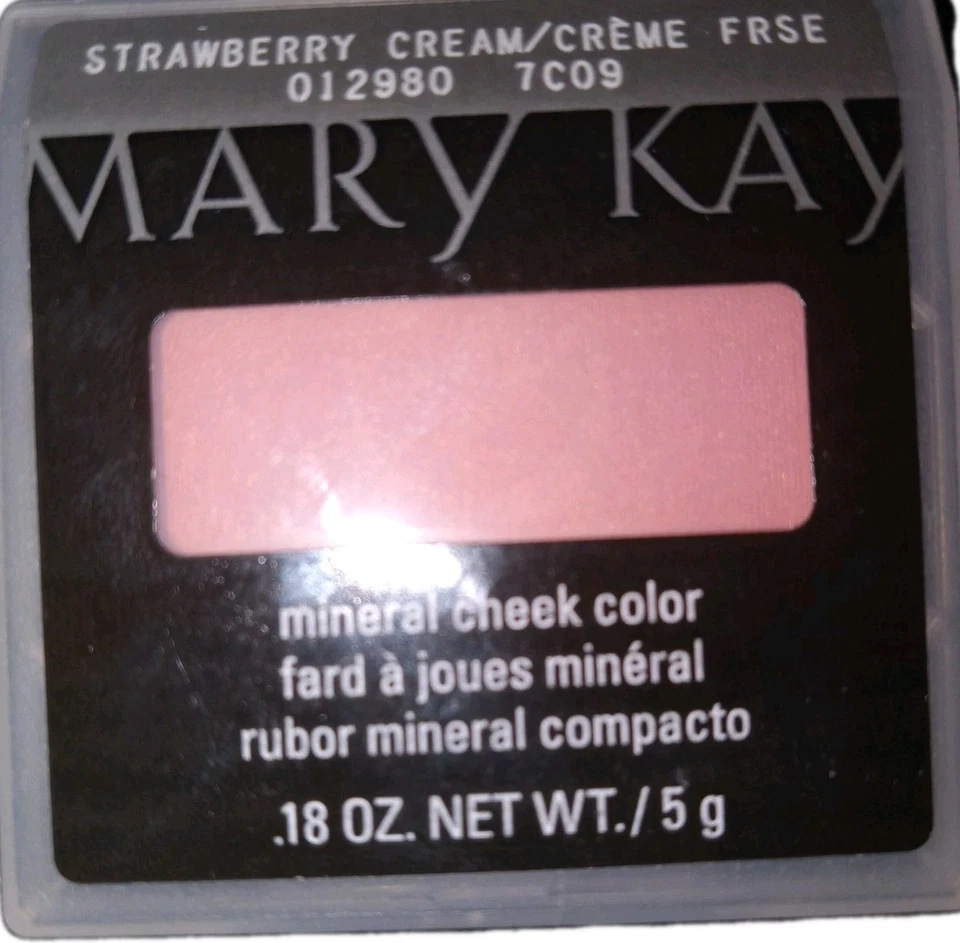 STRAWBERRY CREAM/CRÈME FRSE
012980 7C09
MARY KAY
mineral cheek color
fard à joues minéral
rubor mineral compacto
.18 OZ. NET WT./ 5 g